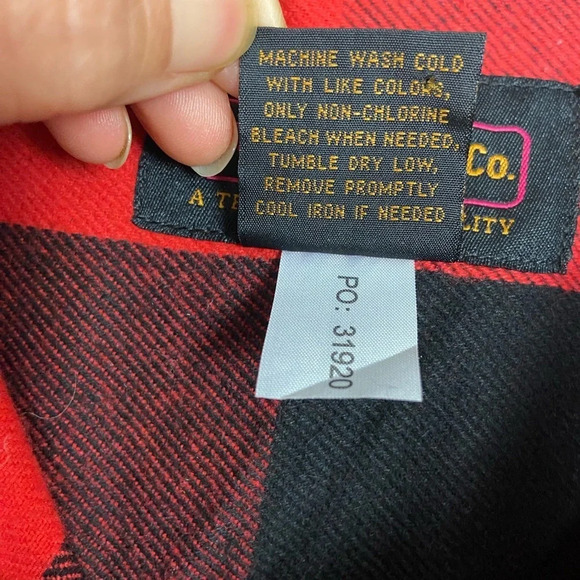 MACHINE WASH COLD
WITH LIKE COLORS,
ONLY NON-CHLORINE
BLEACH WHEN NEEDED,
TUMBLE DRY LOW,
REMOVE PROMPTLY
COOL IRON IF NEEDED
Co.
A
PO: 31920